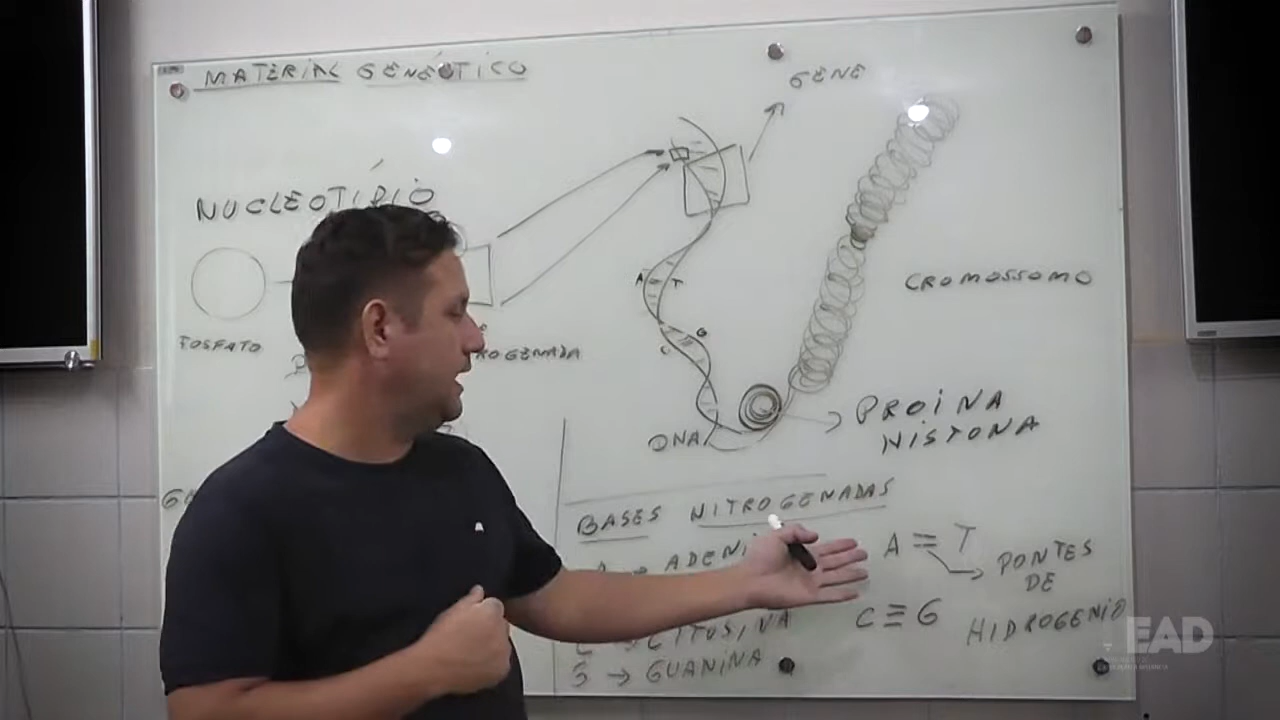 MATERIAL GENÉTICO
GENE
NUCLEOTÍDIO
FOSFATO
ROGENADA
A T
G
C
CROMOSSOMO
DNA
PROINA
HISTONA
BASES NITROGENADAS
ADENI
A = T
PONTES
DE
HIDROGENIO
C ≡ G
CITOSINA
G → GUANINA
EAD